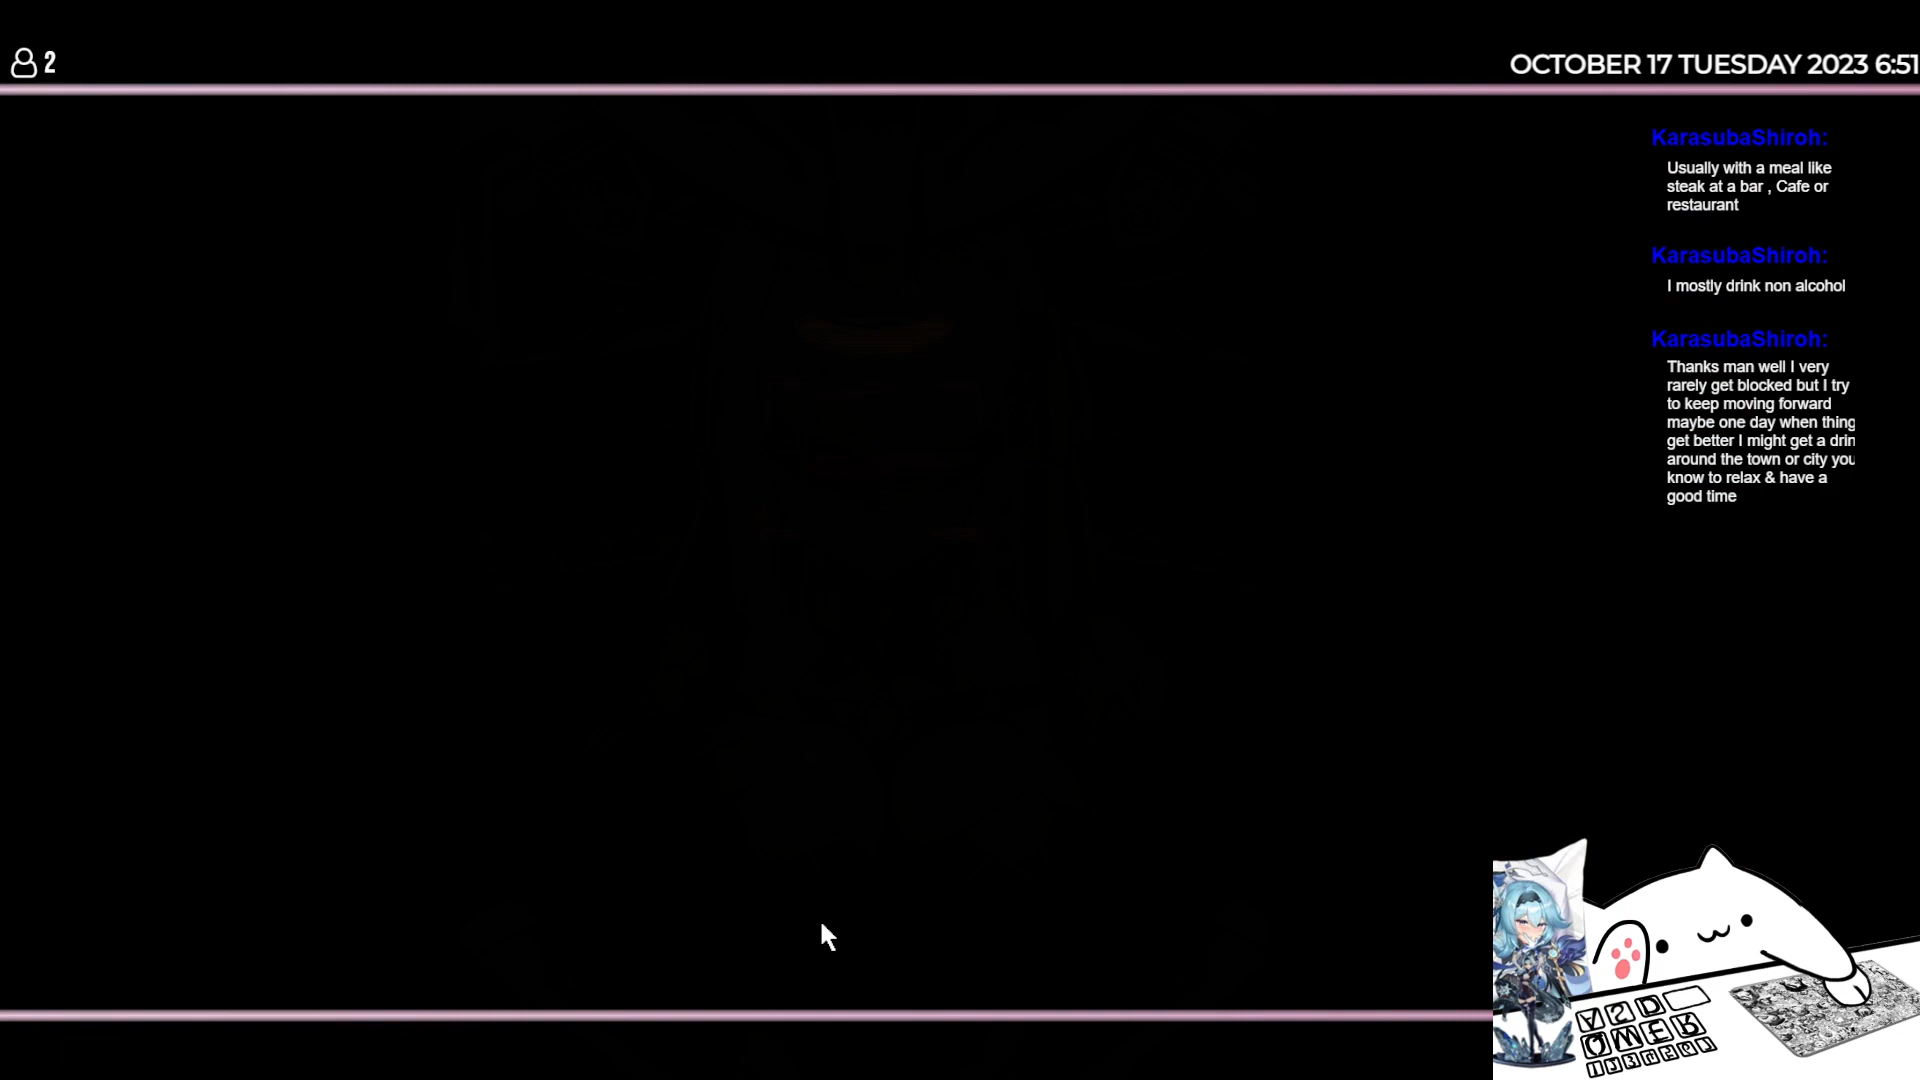 2
OCTOBER 17 TUESDAY 2023 6:51
KarasubaShiroh:
Usually with a meal like
steak at a bar , Cafe or
restaurant
KarasubaShiroh:
I mostly drink non alcohol
KarasubaShiroh:
Thanks man well I very
rarely get blocked but I try
to keep moving forward
maybe one day when thing
get better I might get a drin
around the town or city you
know to relax & have a
good time